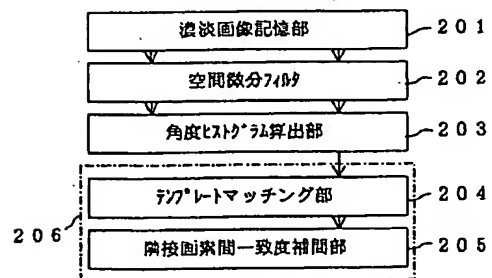 濃淡画像記憶部 201
空間微分フィルタ 202
角度ヒストグラム算出部 203
テンプレートマッチング部 204
206
隣接画素間一致度補間部 205